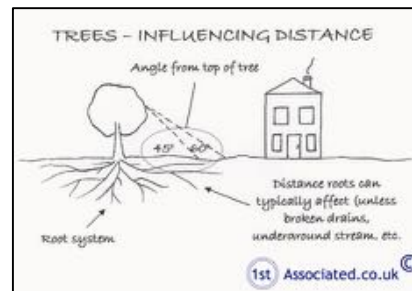 TREES – INFLUENCING DISTANCE
Angle from top of tree
45° 60°
Distance roots can
typically affect (unless
broken drains,
underground stream, etc.
Root system
1st Associated.co.uk ©